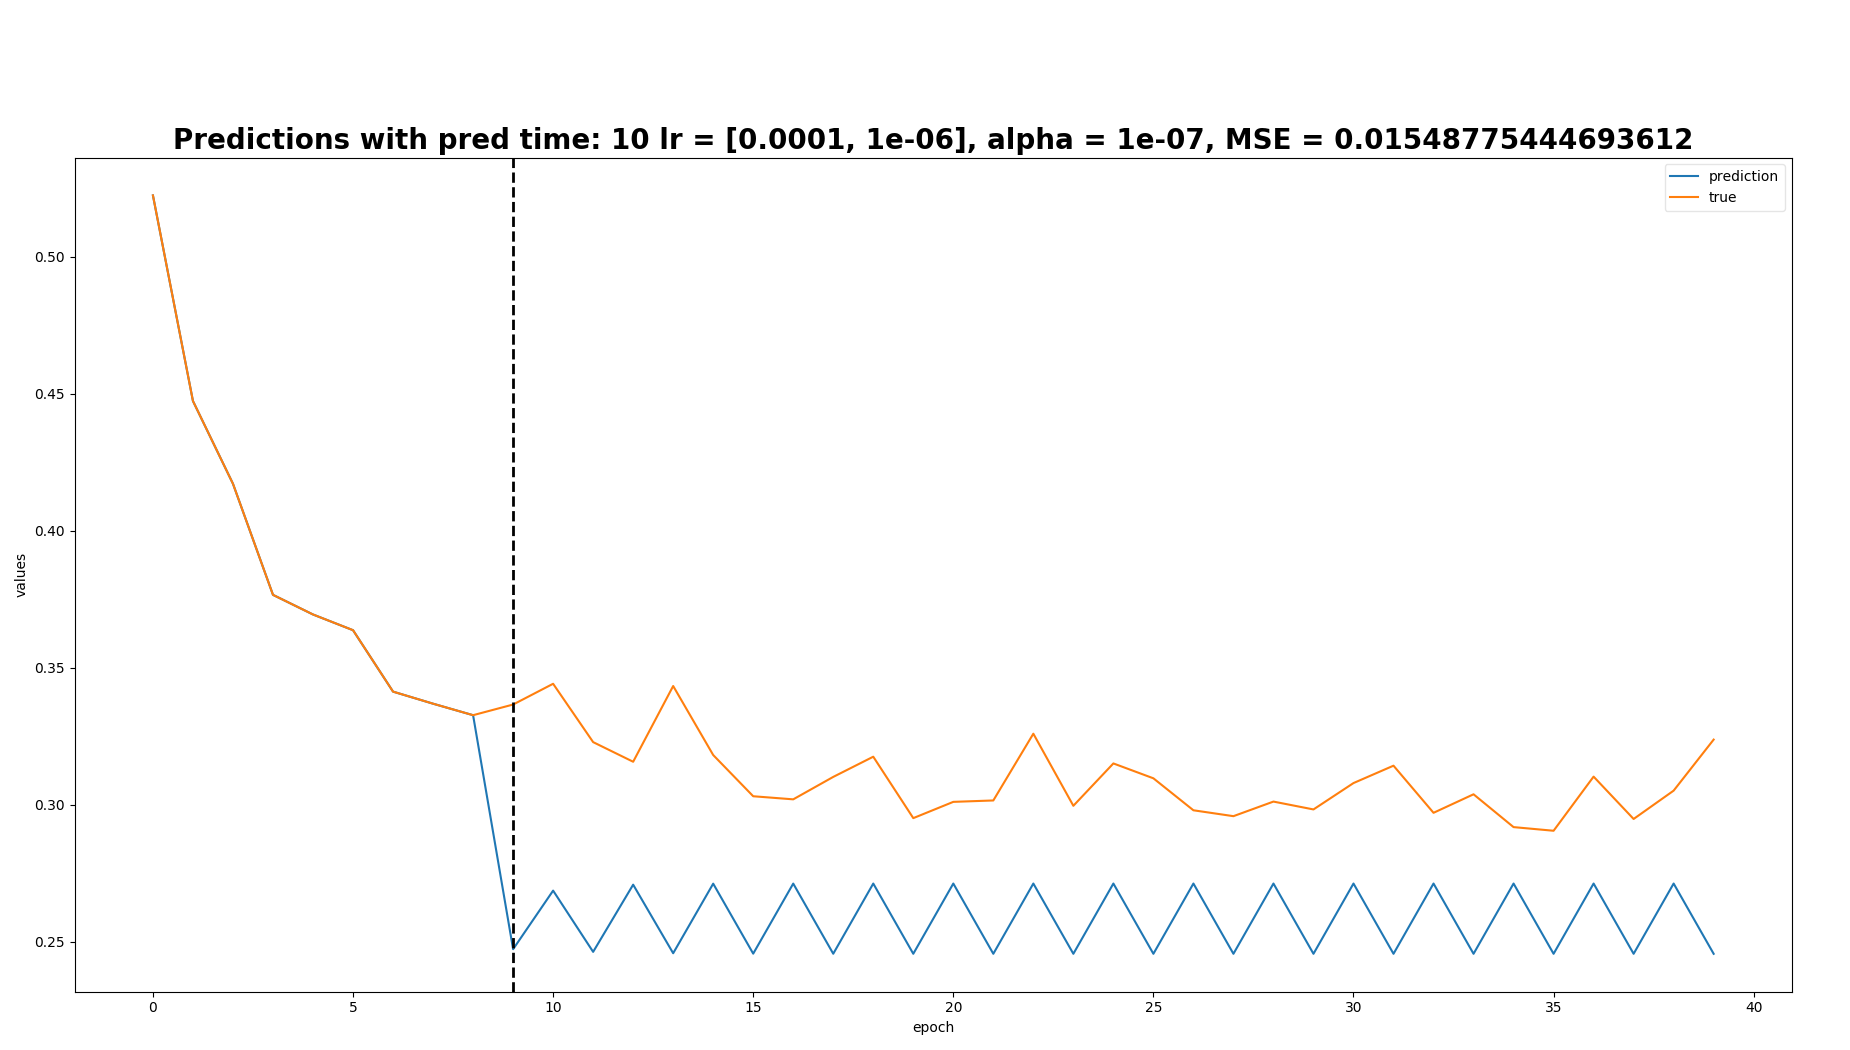 Predictions with pred time: 10 lr = [0.0001, 1e-06], alpha = 1e-07, MSE = 0.01548775444693612
prediction
true
values
0.50
0.45
0.40
0.35
0.30
0.25
0 5 10 15 20 25 30 35 40
epoch